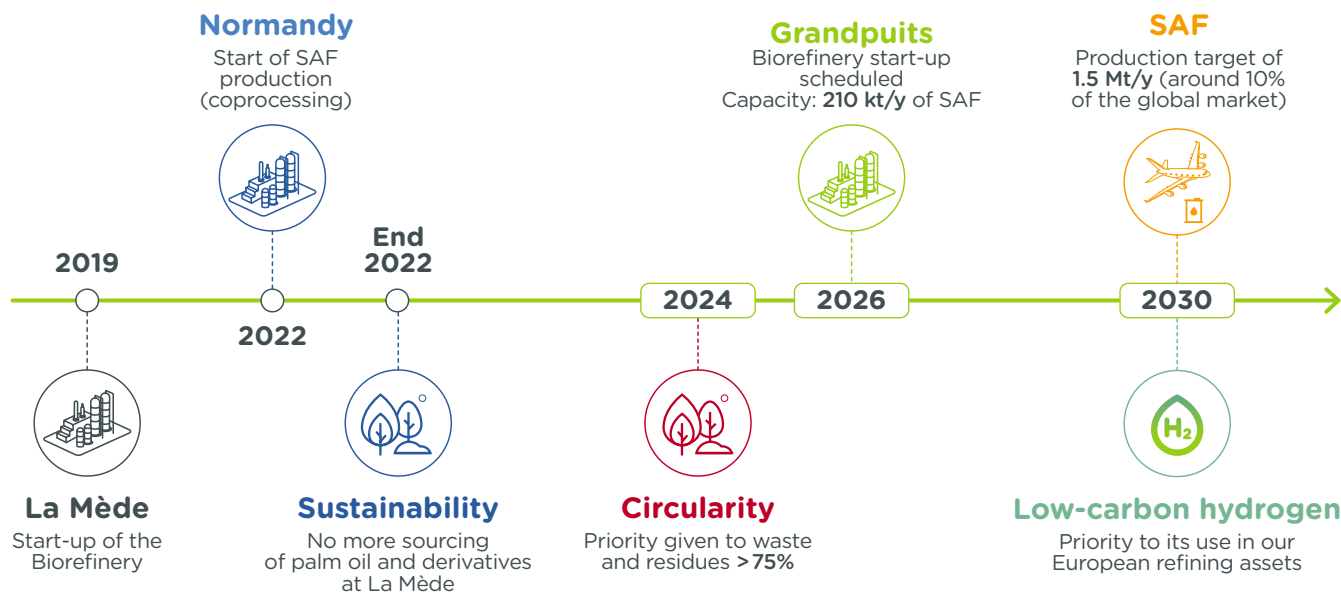 Normandy
Start of SAF
production
(coprocessing)
Grandpuits
Biorefinery start-up
scheduled
Capacity: 210 kt/y of SAF
SAF
Production target of
1.5 Mt/y (around 10%
of the global market)
2019
2022
End
2022
2024
2026
2030
H₂
La Mède
Start-up of the
Biorefinery
Sustainability
No more sourcing
of palm oil and derivatives
at La Mède
Circularity
Priority given to waste
and residues >75%
Low-carbon hydrogen
Priority to its use in our
European refining assets